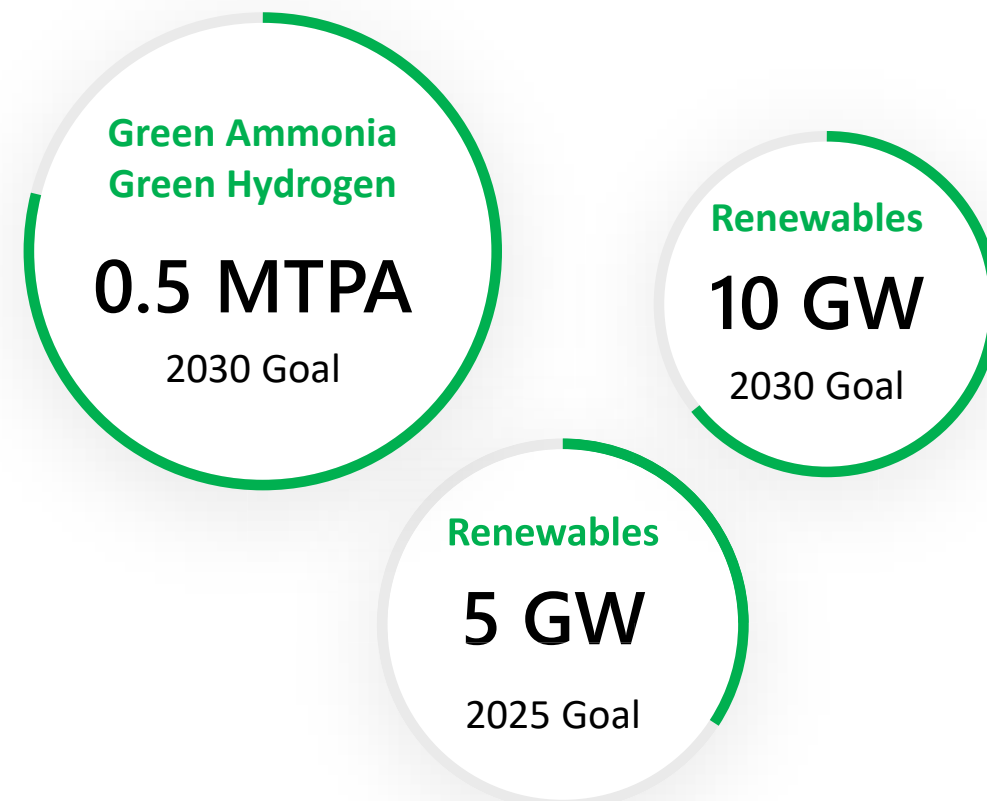 Green Ammonia
Green Hydrogen
0.5 MTPA
2030 Goal
Renewables
10 GW
2030 Goal
Renewables
5 GW
2025 Goal